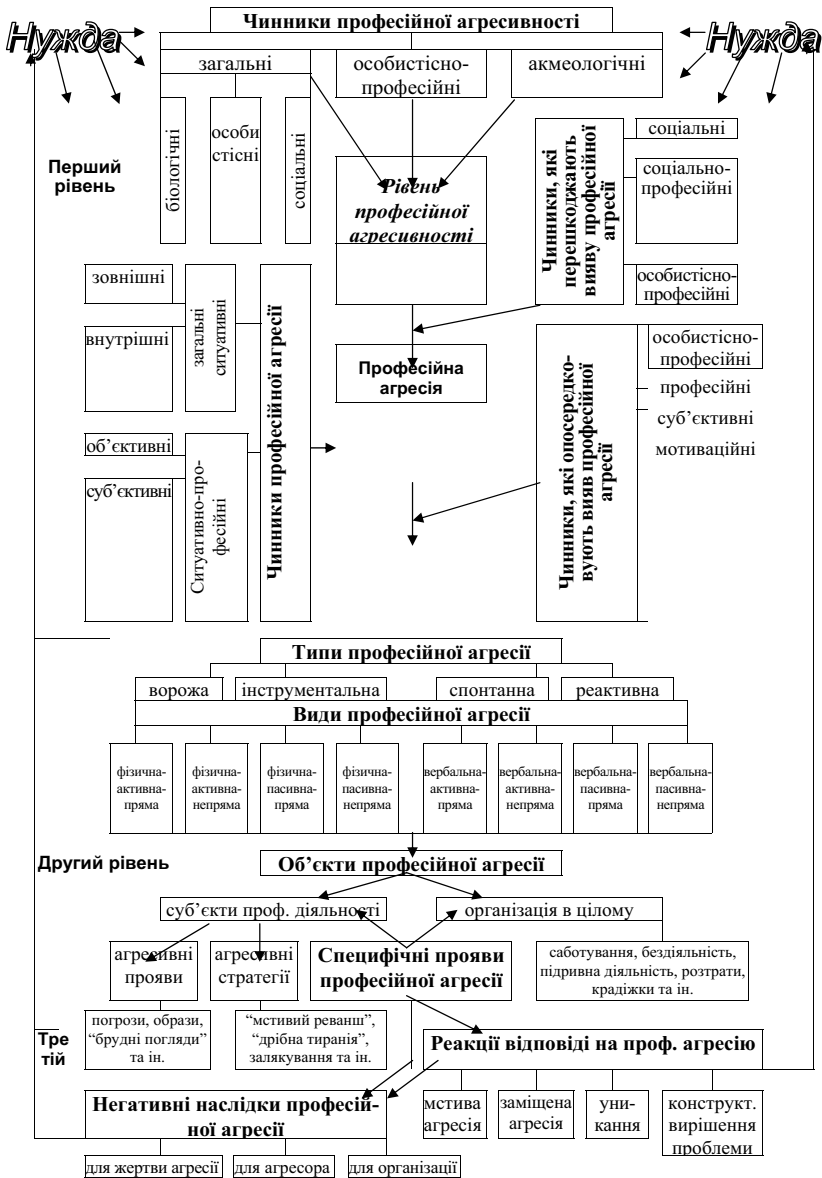 Чинники професійної агресивності
Нужда
Нужда
загальні
особистісно-
професійні
акмеологічні
біологічні
особи
стісні
соціальні
Перший
рівень
Рівень
професійної
агресивності
Чинники, які
перешкоджають
вияву професійної
агресії
соціальні
соціально-
професійні
особистісно-
професійні
зовнішні
внутрішні
загальні
ситуативні
об’єктивні
суб’єктивні
Ситуативно-про-
фесійні
Чинники професійної агресії
Професійна
агресія
Чинники, які опосередко-
вують вияв професійної
агресії
особистісно-
професійні
професійні
суб’єктивні
мотиваційні
Типи професійної агресії
ворожа
інструментальна
спонтанна
реактивна
Види професійної агресії
фізична-
активна-
пряма
фізична-
активна-
непряма
фізична-
пасивна-
пряма
фізична-
пасивна-
непряма
вербальна-
активна-
пряма
вербальна-
активна-
непряма
вербальна-
пасивна-
пряма
вербальна-
пасивна-
непряма
Другий рівень
Об’єкти професійної агресії
суб’єкти проф. діяльності
організація в цілому
агресивні
прояви
агресивні
стратегії
Специфічні прояви
професійної агресії
саботування, бездіяльність,
підривна діяльність, розтрати,
крадіжки та ін.
погрози, образи,
“брудні погляди”
та ін.
“мстивий реванш”,
“дрібна тиранія”,
залякування та ін.
Тре
тій
Реакції відповіді на проф. агресію
Негативні наслідки професій-
ної агресії
мстива
агресія
заміщена
агресія
уни-
кання
конструкт.
вирішення
проблеми
для жертви агресії
для агресора
для організації